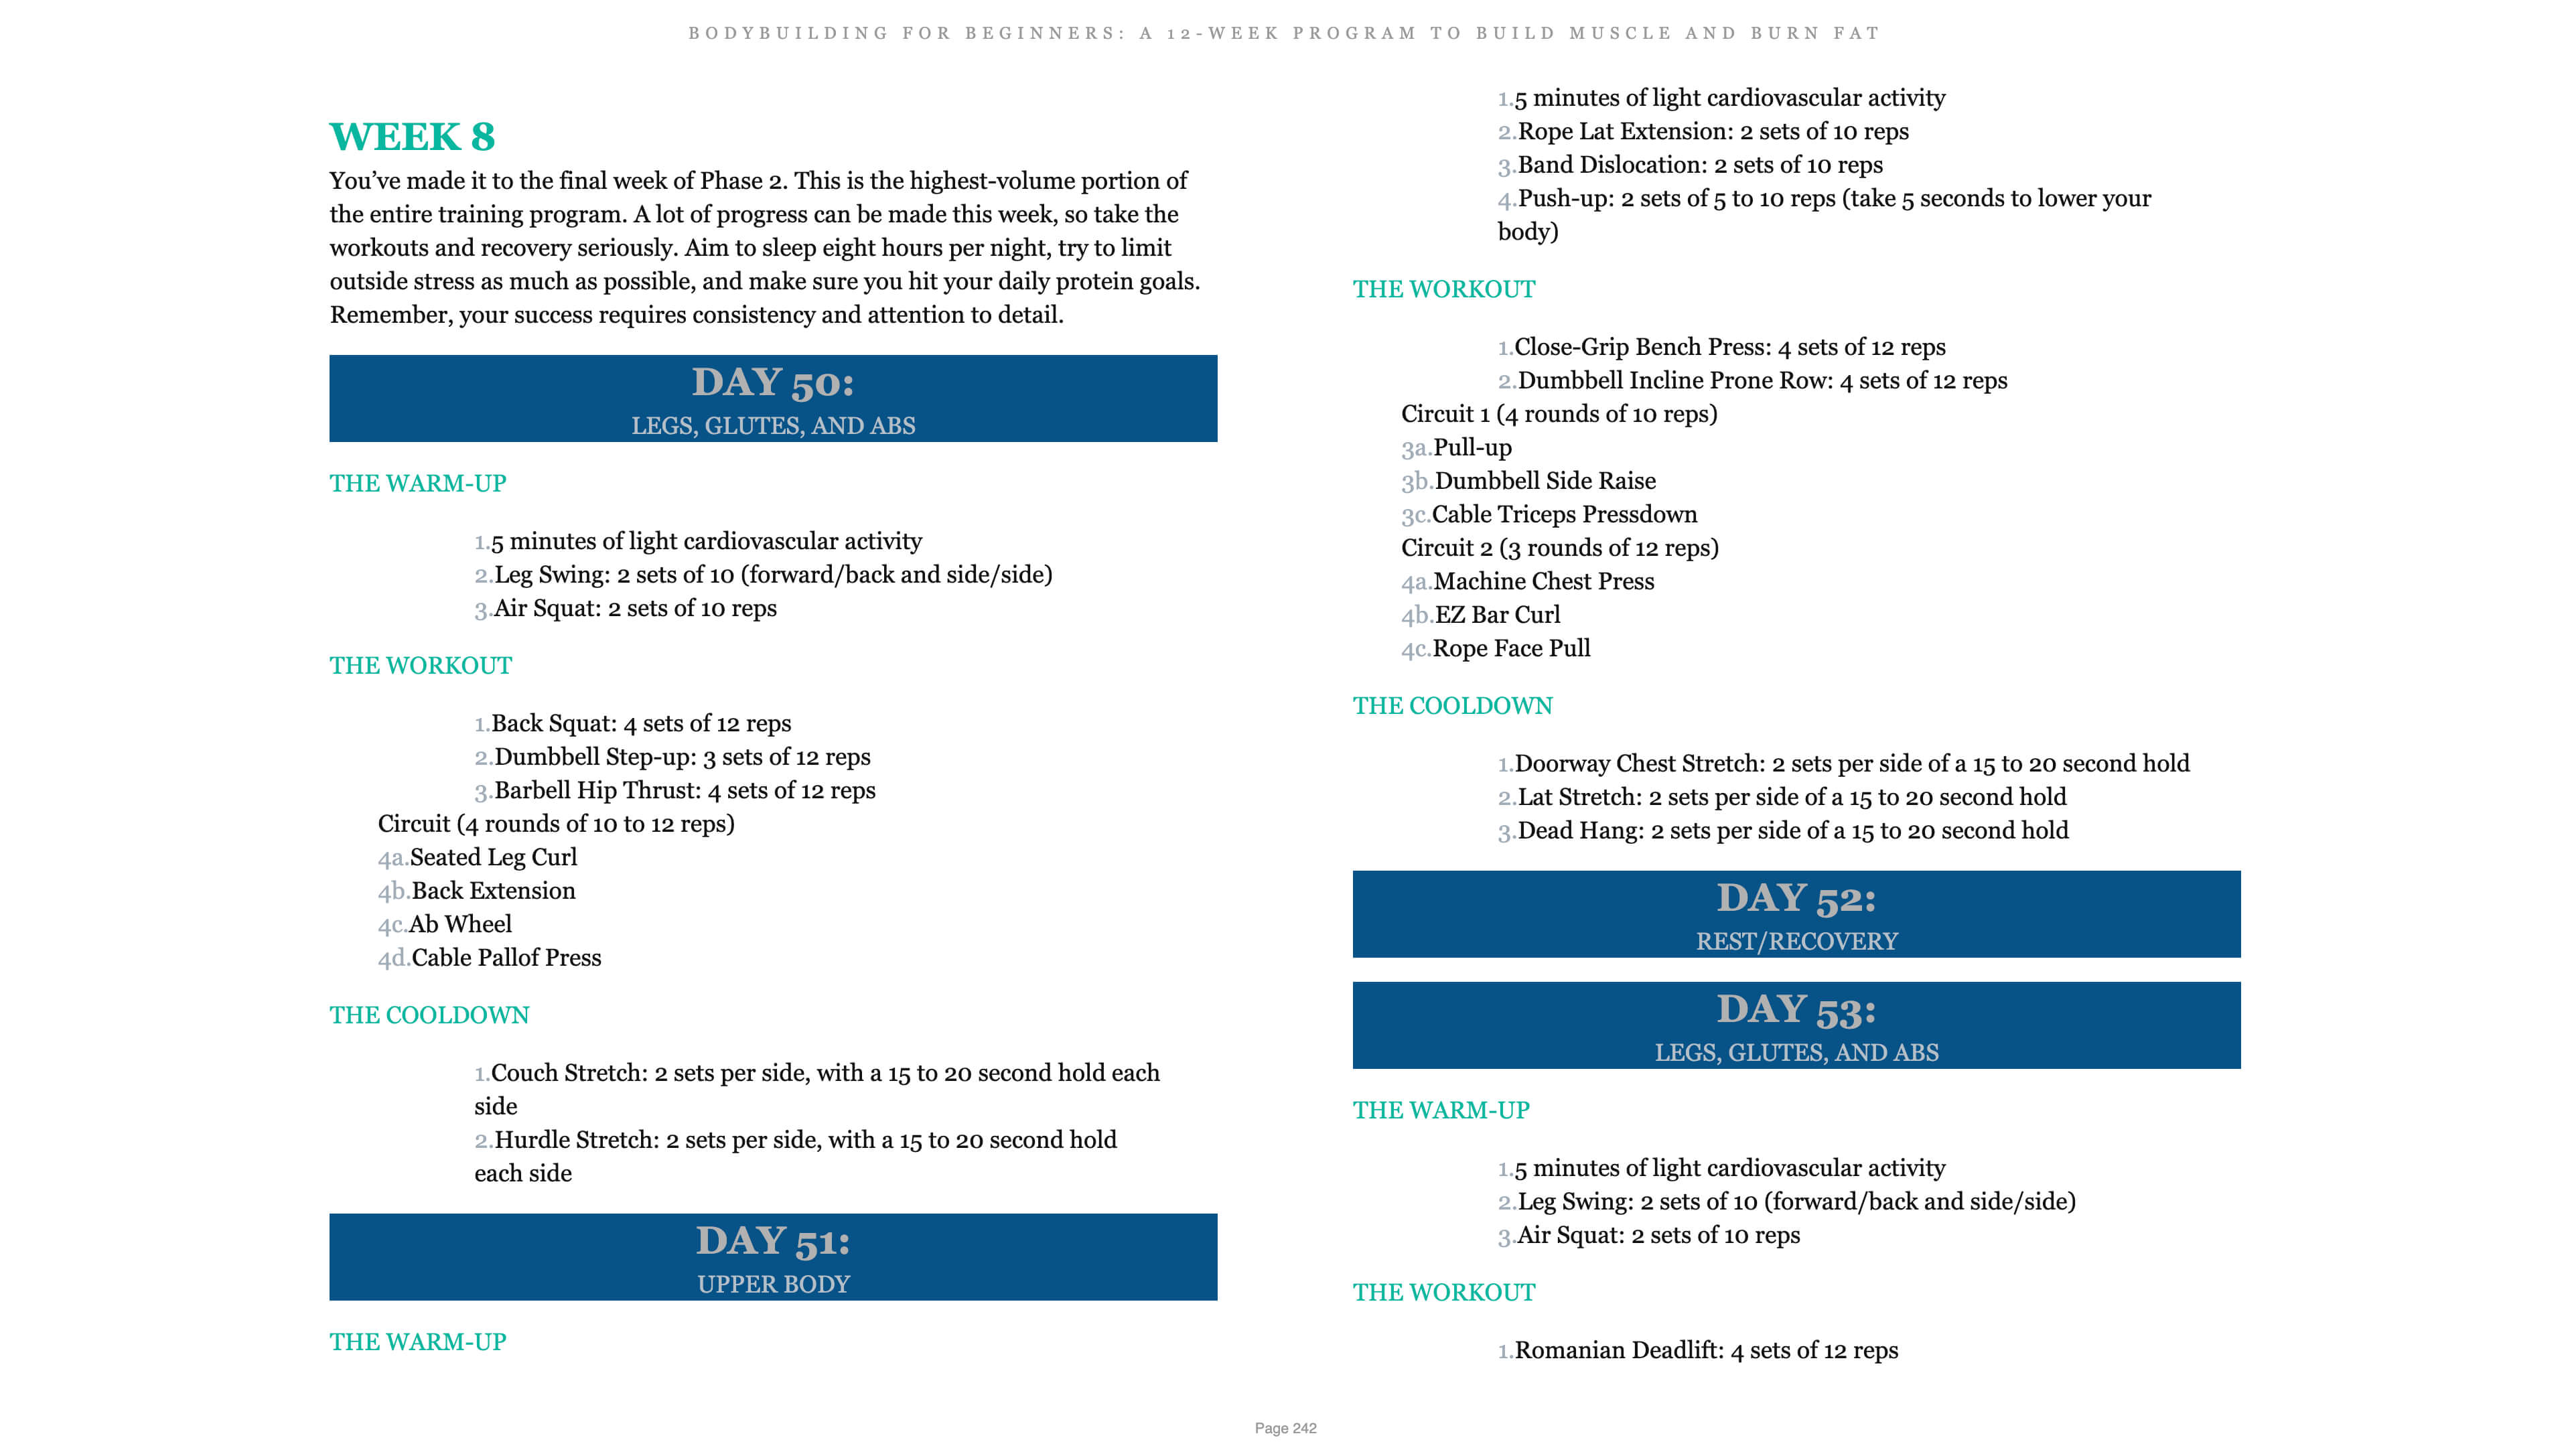 BODYBUILDING FOR BEGINNERS: A 12-WEEK PROGRAM TO BUILD MUSCLE AND BURN FAT
WEEK 8
You’ve made it to the final week of Phase 2. This is the highest-volume portion of
the entire training program. A lot of progress can be made this week, so take the
workouts and recovery seriously. Aim to sleep eight hours per night, try to limit
outside stress as much as possible, and make sure you hit your daily protein goals.
Remember, your success requires consistency and attention to detail.
DAY 50:
LEGS, GLUTES, AND ABS
THE WARM-UP
1.5 minutes of light cardiovascular activity
2.Leg Swing: 2 sets of 10 (forward/back and side/side)
3.Air Squat: 2 sets of 10 reps
THE WORKOUT
1.Back Squat: 4 sets of 12 reps
2.Dumbbell Step-up: 3 sets of 12 reps
3.Barbell Hip Thrust: 4 sets of 12 reps
Circuit (4 rounds of 10 to 12 reps)
4a.Seated Leg Curl
4b.Back Extension
4c.Ab Wheel
4d.Cable Pallof Press
THE COOLDOWN
1.Couch Stretch: 2 sets per side, with a 15 to 20 second hold each
side
2.Hurdle Stretch: 2 sets per side, with a 15 to 20 second hold
each side
DAY 51:
UPPER BODY
THE WARM-UP
1.5 minutes of light cardiovascular activity
2.Rope Lat Extension: 2 sets of 10 reps
3.Band Dislocation: 2 sets of 10 reps
4.Push-up: 2 sets of 5 to 10 reps (take 5 seconds to lower your
body)
THE WORKOUT
1.Close-Grip Bench Press: 4 sets of 12 reps
2.Dumbbell Incline Prone Row: 4 sets of 12 reps
Circuit 1 (4 rounds of 10 reps)
3a.Pull-up
3b.Dumbbell Side Raise
3c.Cable Triceps Pressdown
Circuit 2 (3 rounds of 12 reps)
4a.Machine Chest Press
4b.EZ Bar Curl
4c.Rope Face Pull
THE COOLDOWN
1.Doorway Chest Stretch: 2 sets per side of a 15 to 20 second hold
2.Lat Stretch: 2 sets per side of a 15 to 20 second hold
3.Dead Hang: 2 sets per side of a 15 to 20 second hold
DAY 52:
REST/RECOVERY
DAY 53:
LEGS, GLUTES, AND ABS
THE WARM-UP
1.5 minutes of light cardiovascular activity
2.Leg Swing: 2 sets of 10 (forward/back and side/side)
3.Air Squat: 2 sets of 10 reps
THE WORKOUT
1.Romanian Deadlift: 4 sets of 12 reps
Page 242